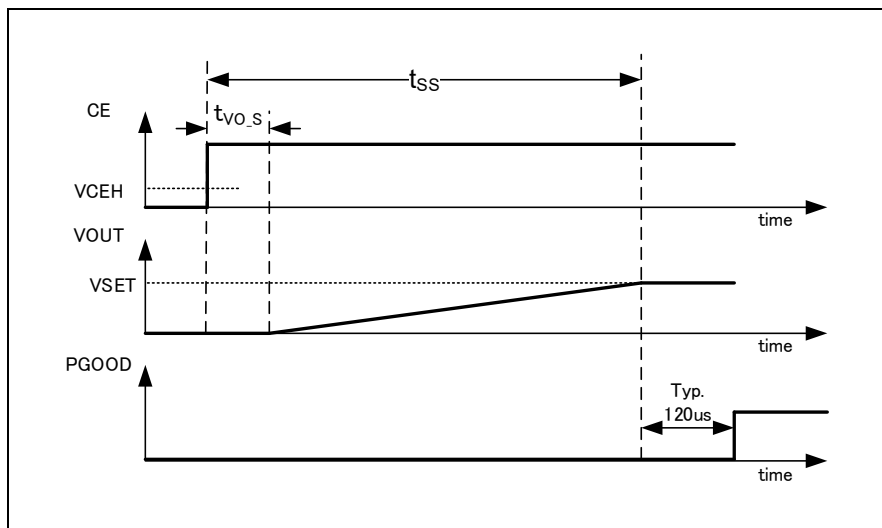 tSS
CE
tVO_S
VCEH
time
VOUT
VSET
time
PGOOD
Typ.
120us
time